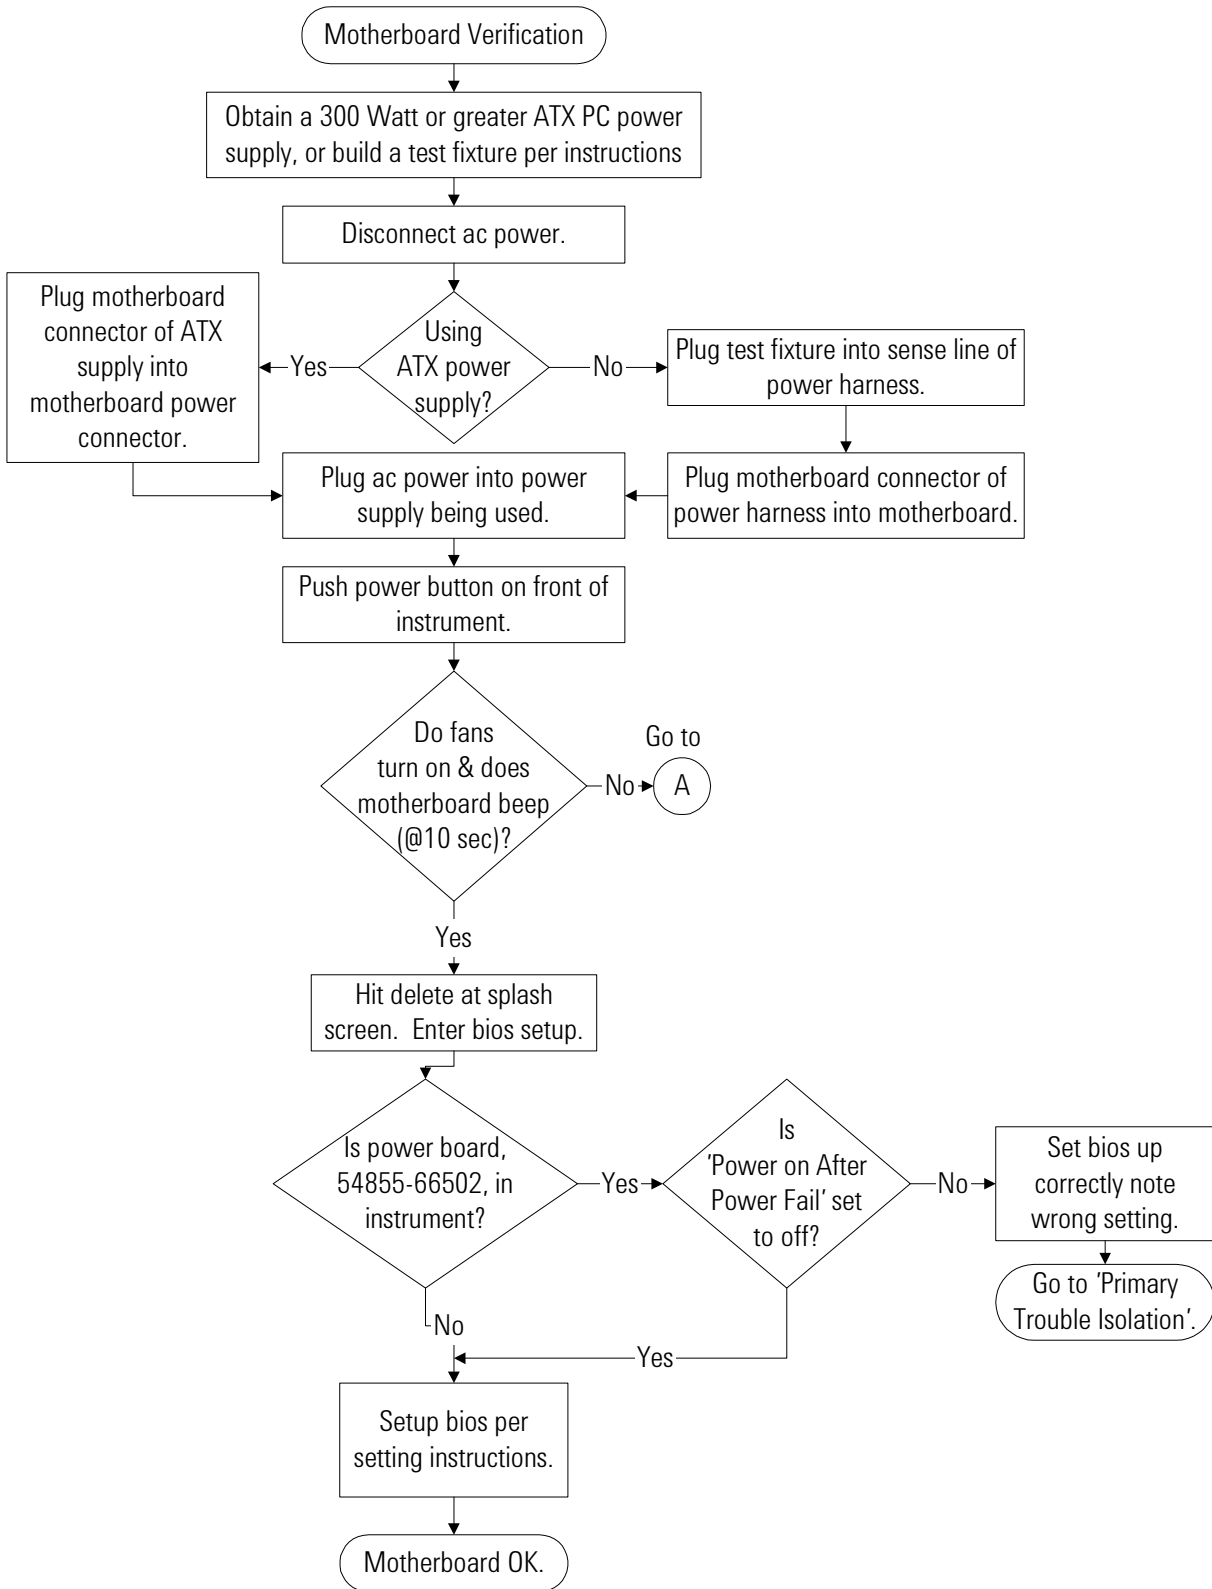 Motherboard Verification
Obtain a 300 Watt or greater ATX PC power
supply, or build a test fixture per instructions
Disconnect ac power.
Plug motherboard
connector of ATX
supply into
motherboard power
connector.
Yes
Using
ATX power
supply?
No
Plug test fixture into sense line of
power harness.
Plug ac power into power
supply being used.
Plug motherboard connector of
power harness into motherboard.
Push power button on front of
instrument.
Do fans
turn on & does
motherboard beep
(@10 sec)?
No
Go to
A
Yes
Hit delete at splash
screen.  Enter bios setup.
Is power board,
54855-66502, in
instrument?
Yes
Is
'Power on After
Power Fail' set
to off?
No
Set bios up
correctly note
wrong setting.
Go to 'Primary
Trouble Isolation'.
No
Yes
Setup bios per
setting instructions.
Motherboard OK.